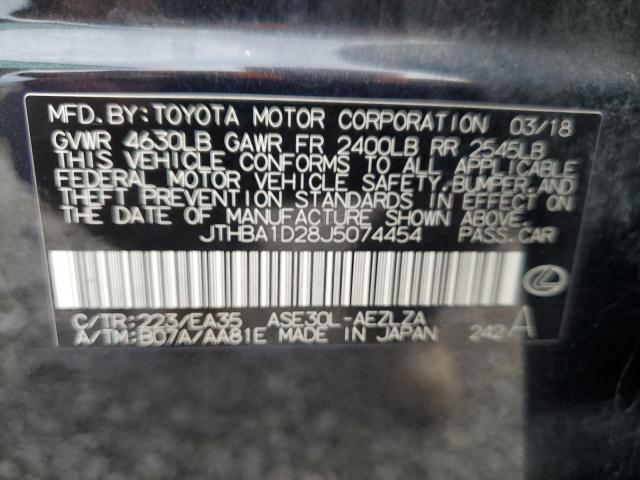 MFD.BY:TOYOTA MOTOR CORPORATION 03/18
GVWR 4630LB GAWR FR 2400LB RR 2545LB
THIS VEHICLE CONFORMS TO ALL APPLICABLE
FEDERAL MOTOR VEHICLE SAFETY,BUMPER,AND
THEFT PREVENTION STANDARDS IN EFFECT ON
THE DATE OF MANUFACTURE SHOWN ABOVE.
JTHBA1D28J5074454 PASS.CAR
C/TR:223/EA35 ASE30L-AEZLZA
A/TM:B07A/AA81E MADE IN JAPAN 242 A